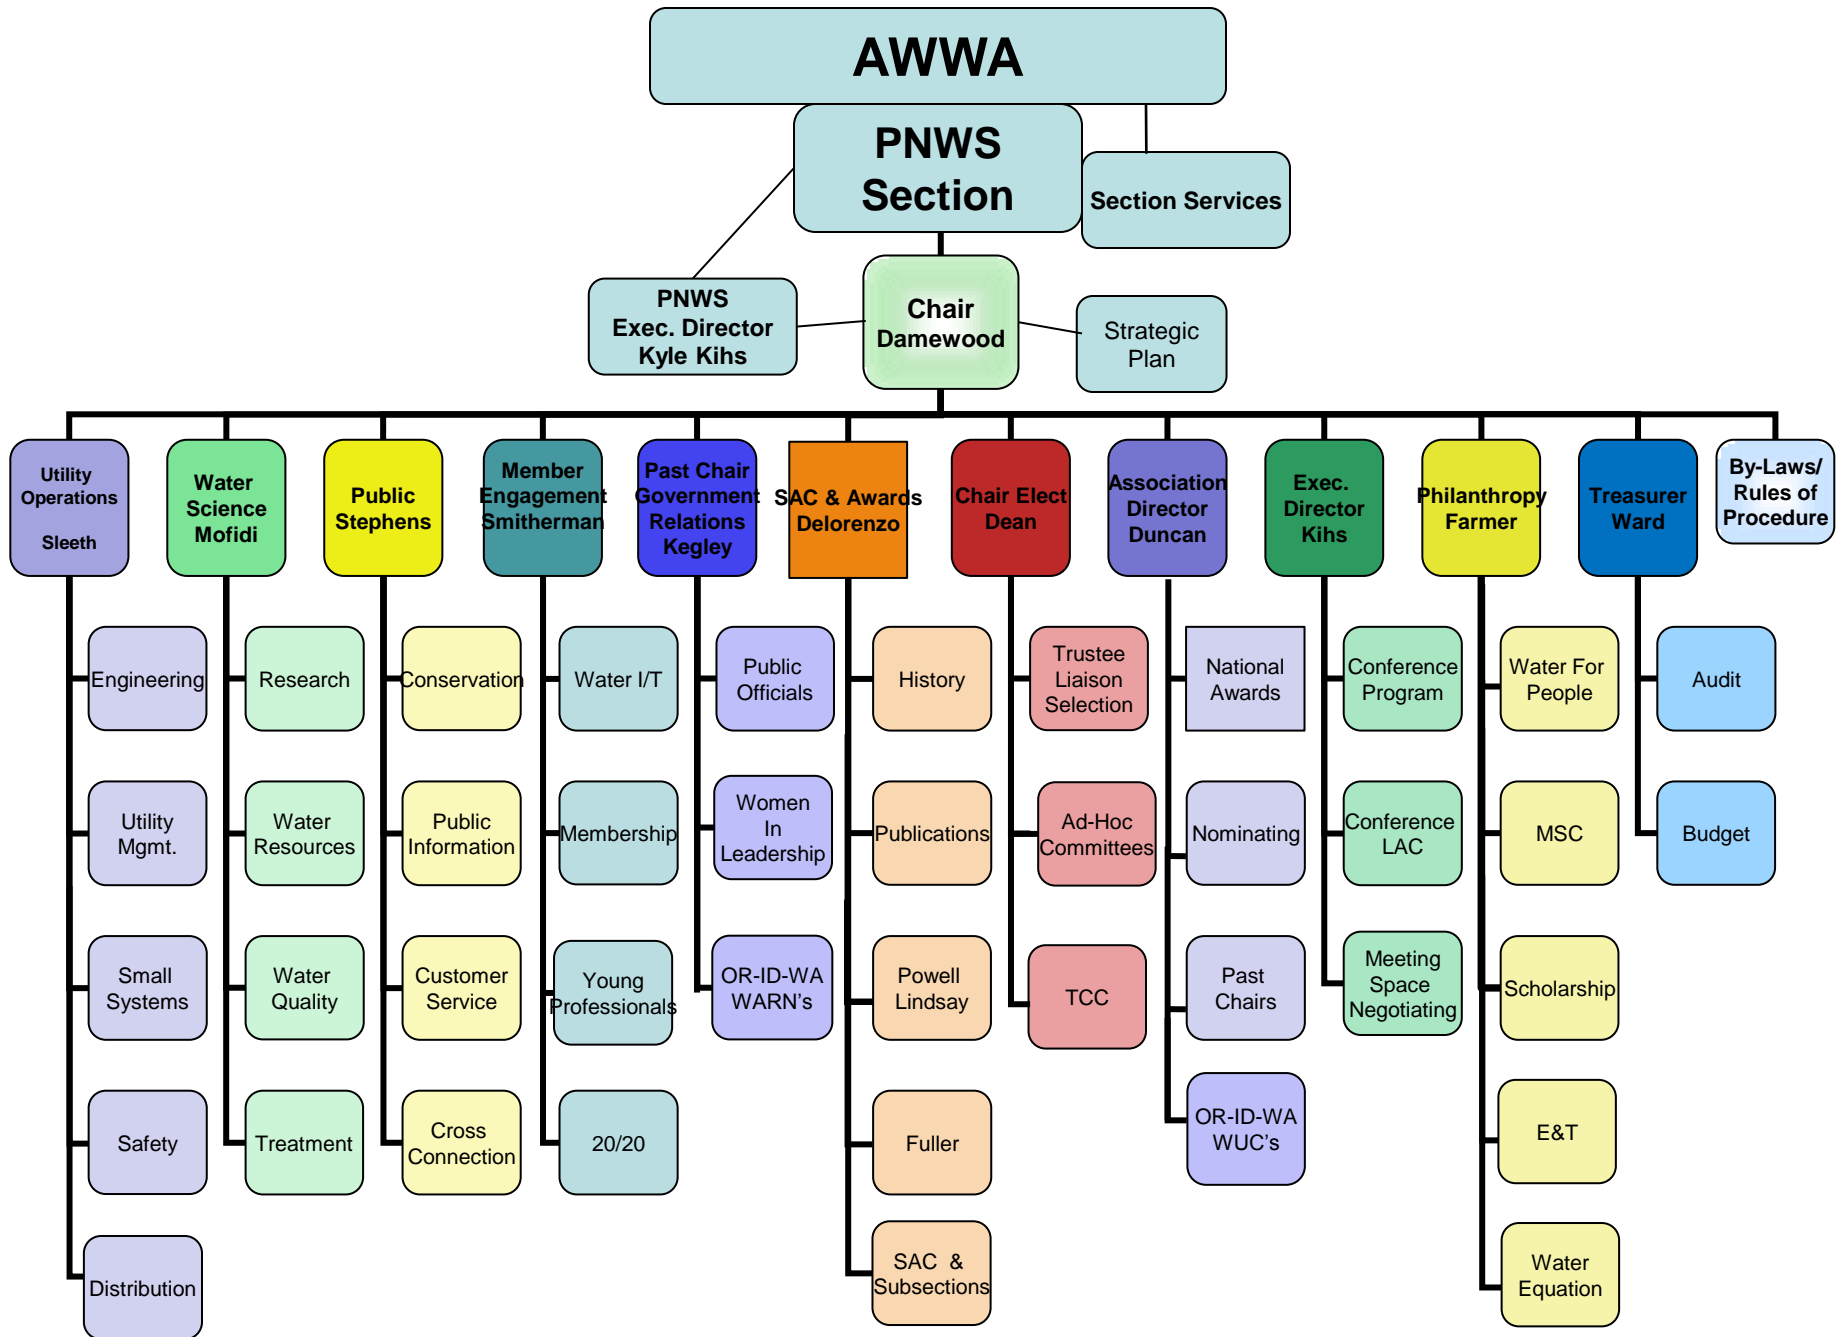 AWWA
PNWS
Section
Section Services
PNWS
Exec. Director
Kyle Kihs
Chair
Damewood
Strategic
Plan
Utility
Operations
Sleeth
Water
Science
Mofidi
Public
Stephens
Member
Engagement
Smitherman
Past Chair
Government
Relations
Kegley
SAC & Awards
Delorenzo
Chair Elect
Dean
Association
Director
Duncan
Exec.
Director
Kihs
Philanthropy
Farmer
Treasurer
Ward
By-Laws/
Rules of
Procedure
Engineering
Research
Conservation
Water I/T
Public
Officials
History
Trustee
Liaison
Selection
National
Awards
Conference
Program
Water For
People
Audit
Utility
Mgmt.
Water
Resources
Public
Information
Membership
Women
In
Leadership
Publications
Ad-Hoc
Committees
Nominating
Conference
LAC
MSC
Budget
Small
Systems
Water
Quality
Customer
Service
Young
Professionals
OR-ID-WA
WARN's
Powell
Lindsay
TCC
Past
Chairs
Meeting
Space
Negotiating
Scholarship
Safety
Treatment
Cross
Connection
20/20
Fuller
OR-ID-WA
WUC's
E&T
Distribution
SAC &
Subsections
Water
Equation